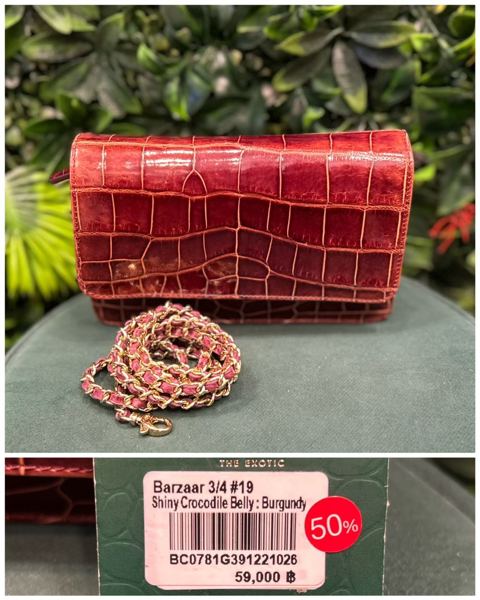 THE EXOTIC
Barzaar 3/4 #19
Shiny Crocodile Belly : Burgundy
50%
BC0781G391221026
59,000 ฿